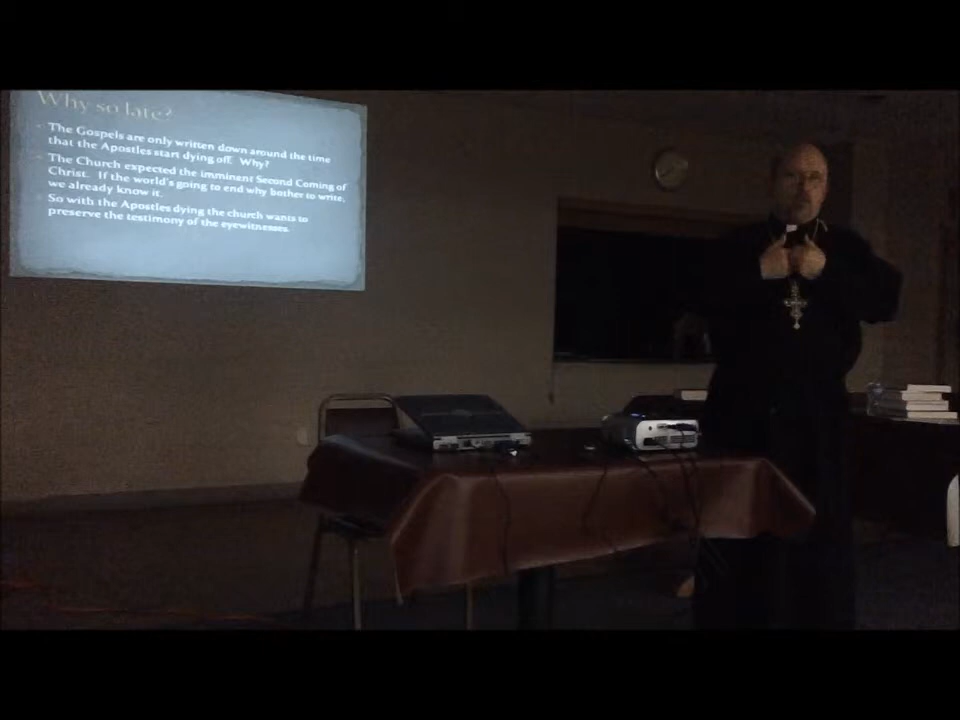 Why so late?
The Gospels are only written down around the time
that the Apostles start dying off. Why?
The Church expected the imminent Second Coming of
Christ. If the world's going to end why bother to write,
we already know it.
So with the Apostles dying the church wants to
preserve the testimony of the eyewitnesses.